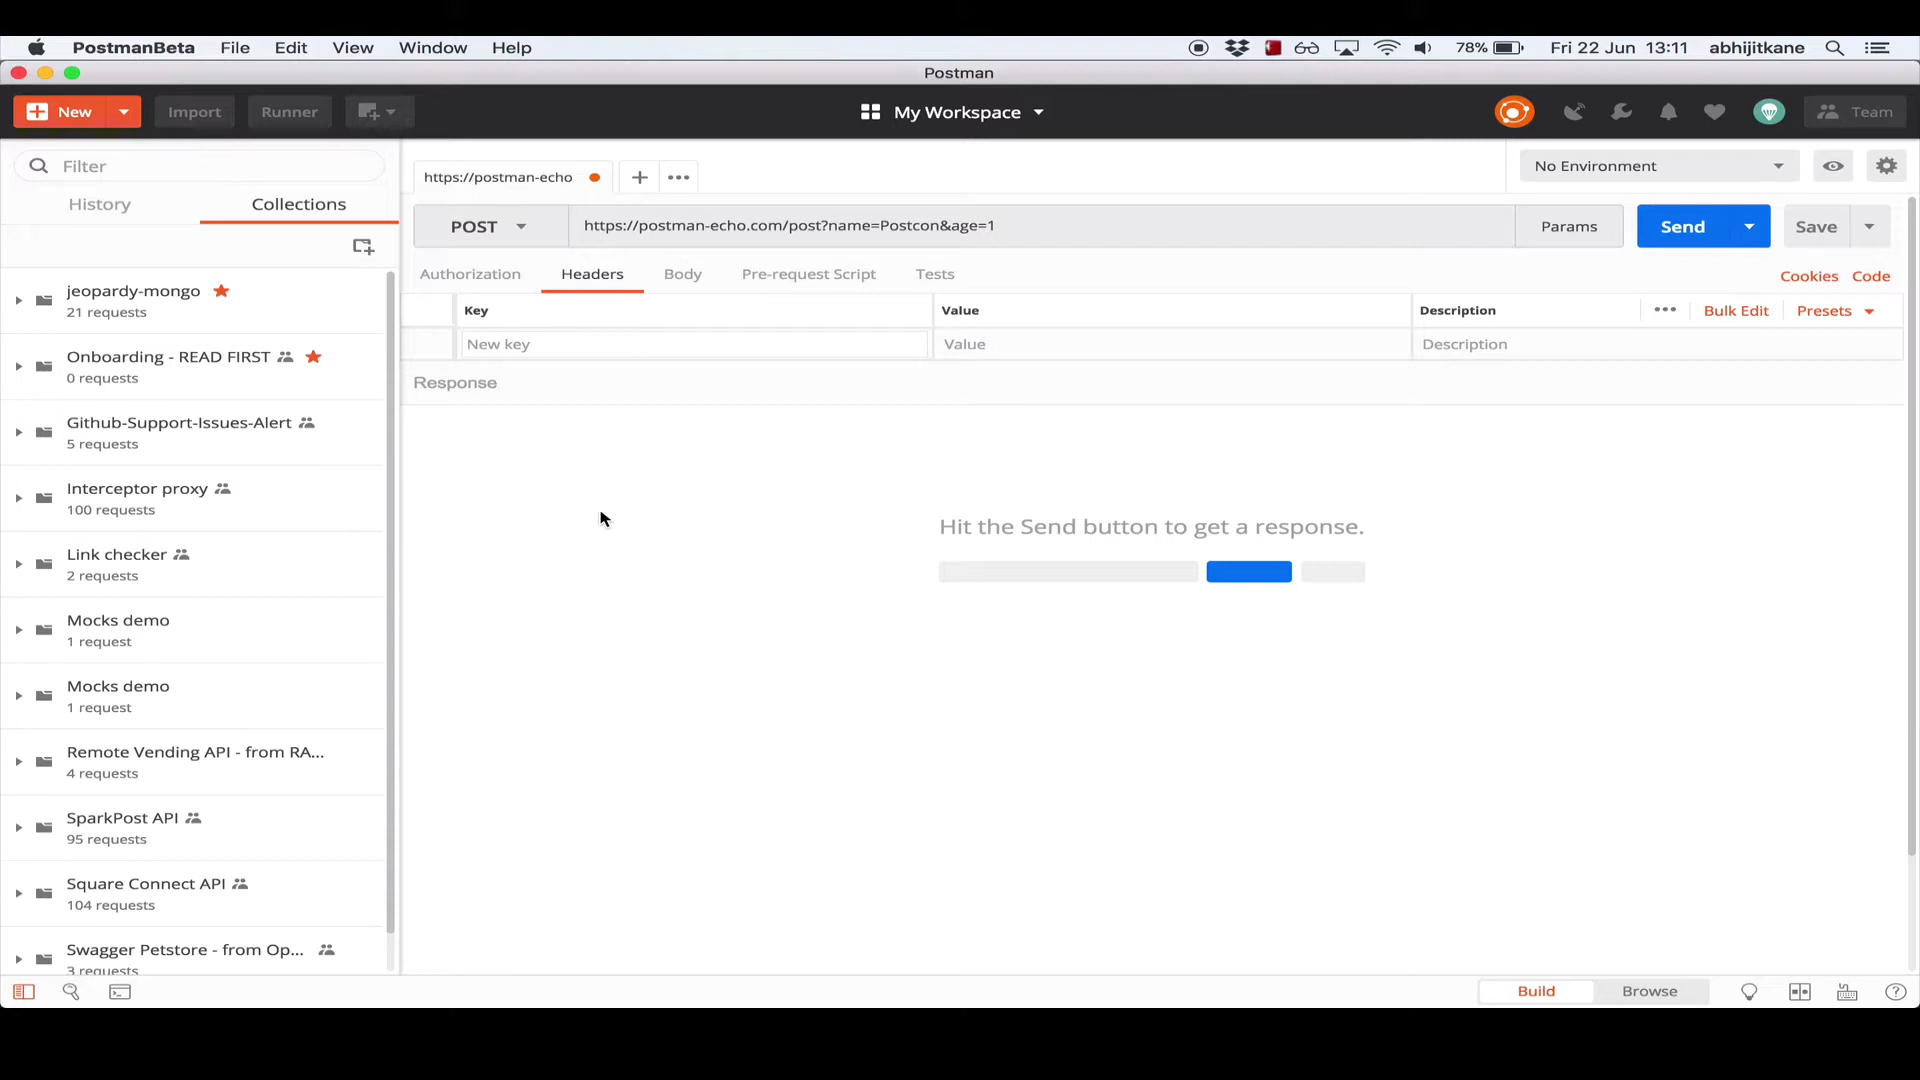 PostmanBeta File Edit View Window Help 78% Fri 22 Jun 13:11 abhijitkane
Postman
New Import Runner My Workspace Team
Filter
History Collections
https://postman-echo
No Environment
POST https://postman-echo.com/post?name=Postcon&age=1 Params Send Save
Authorization Headers Body Pre-request Script Tests Cookies Code
Key Value Description Bulk Edit Presets
New key Value Description
Response
Hit the Send button to get a response.
jeopardy-mongo
21 requests
Onboarding - READ FIRST
0 requests
Github-Support-Issues-Alert
5 requests
Interceptor proxy
100 requests
Link checker
2 requests
Mocks demo
1 request
Mocks demo
1 request
Remote Vending API - from RA...
4 requests
SparkPost API
95 requests
Square Connect API
104 requests
Swagger Petstore - from Op...
3 requests
Build Browse